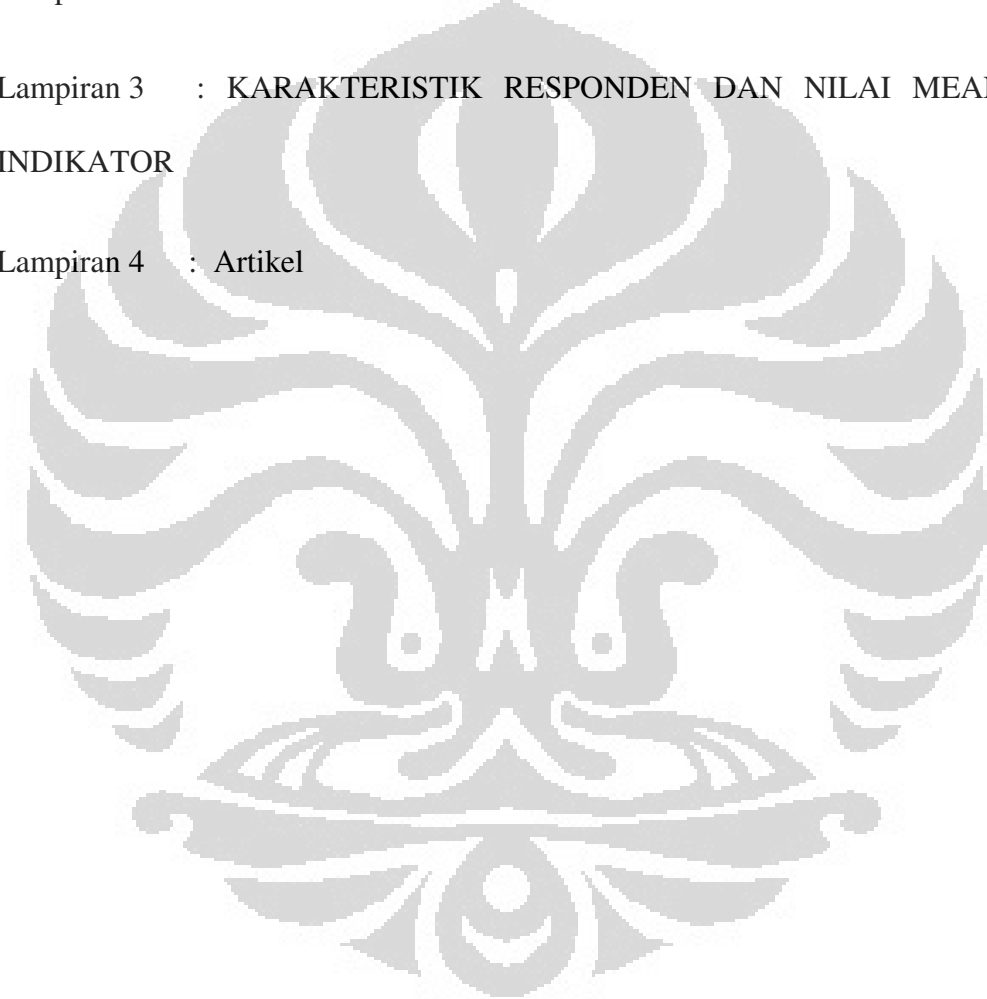 Lampiran 3 : KARAKTERISTIK RESPONDEN DAN NILAI
INDIKATOR
Lampiran 4 : Artikel